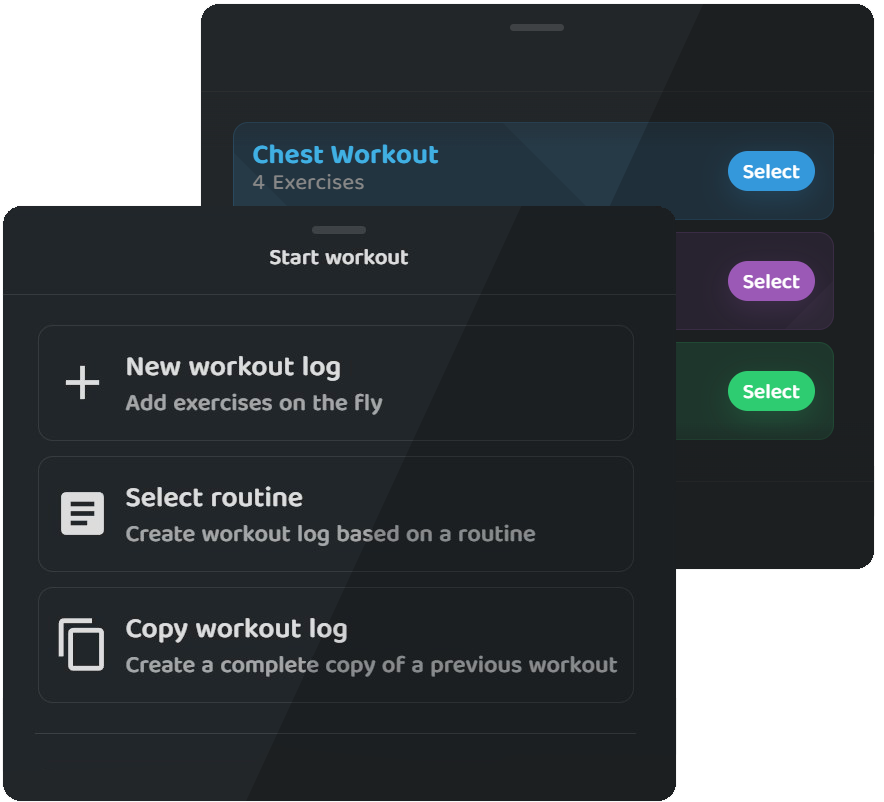 Chest Workout
4 Exercises
Select
Select
Select
Start workout
New workout log
Add exercises on the fly
Select routine
Create workout log based on a routine
Copy workout log
Create a complete copy of a previous workout